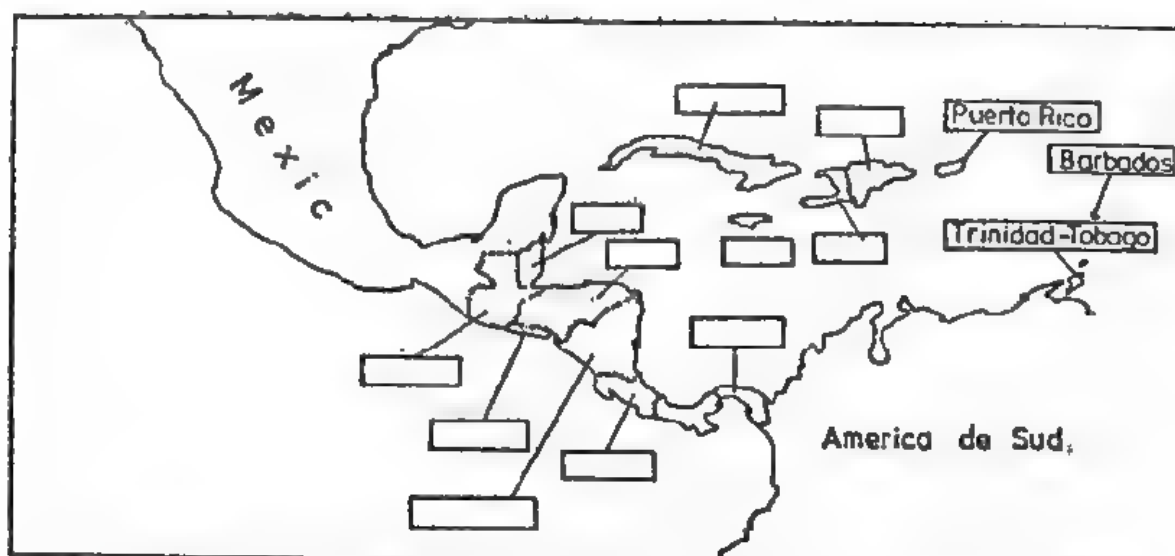 Mexic
Puerto Rico
Barbados
Trinidad-Tobago
America de Sud.